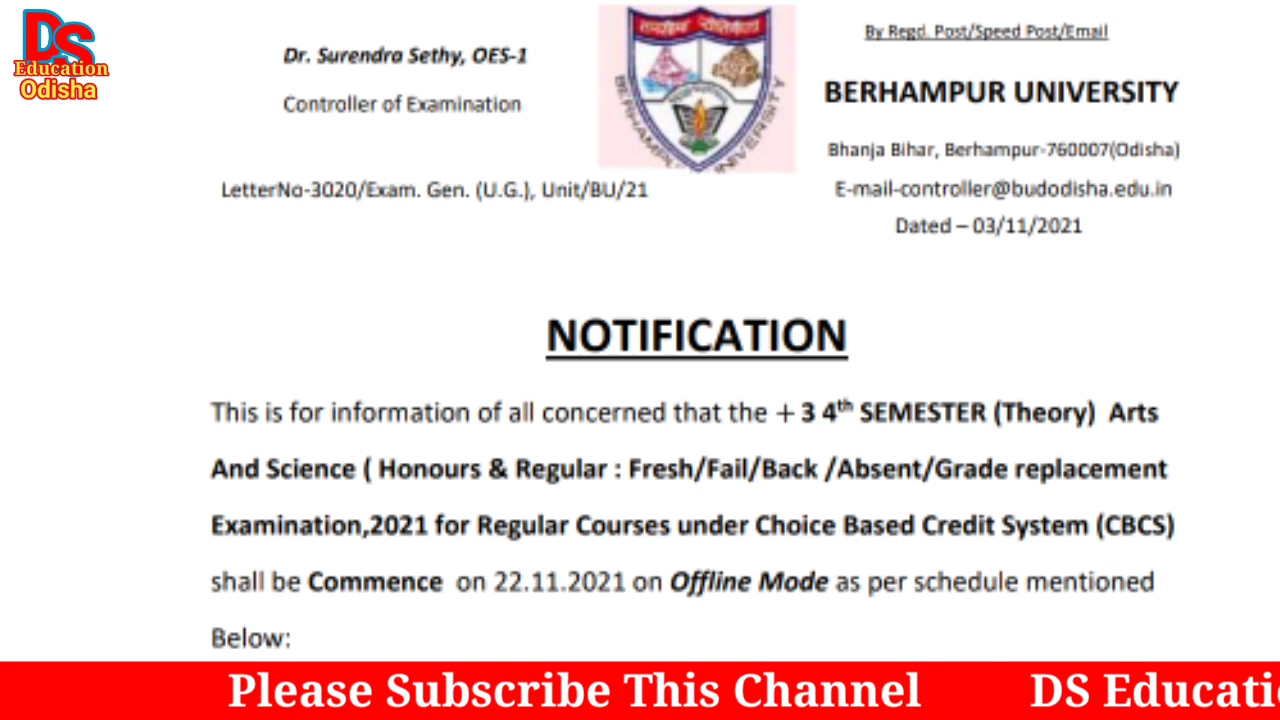 DS
Education
Odisha
Dr. Surendra Sethy, OES-1
Controller of Examination
LetterNo-3020/Exam. Gen. (U.G.), Unit/BU/21
BERHAMPUR UNIVERSITY
By Regd. Post/Speed Post/Email
BERHAMPUR UNIVERSITY
Bhanja Bihar, Berhampur-760007(Odisha)
E-mail-controller@budodisha.edu.in
Dated – 03/11/2021
NOTIFICATION
This is for information of all concerned that the + 3 4th SEMESTER (Theory) Arts
And Science ( Honours & Regular : Fresh/Fail/Back /Absent/Grade replacement
Examination,2021 for Regular Courses under Choice Based Credit System (CBCS)
shall be Commence on 22.11.2021 on Offline Mode as per schedule mentioned
Below:
Please Subscribe This Channel DS Educati